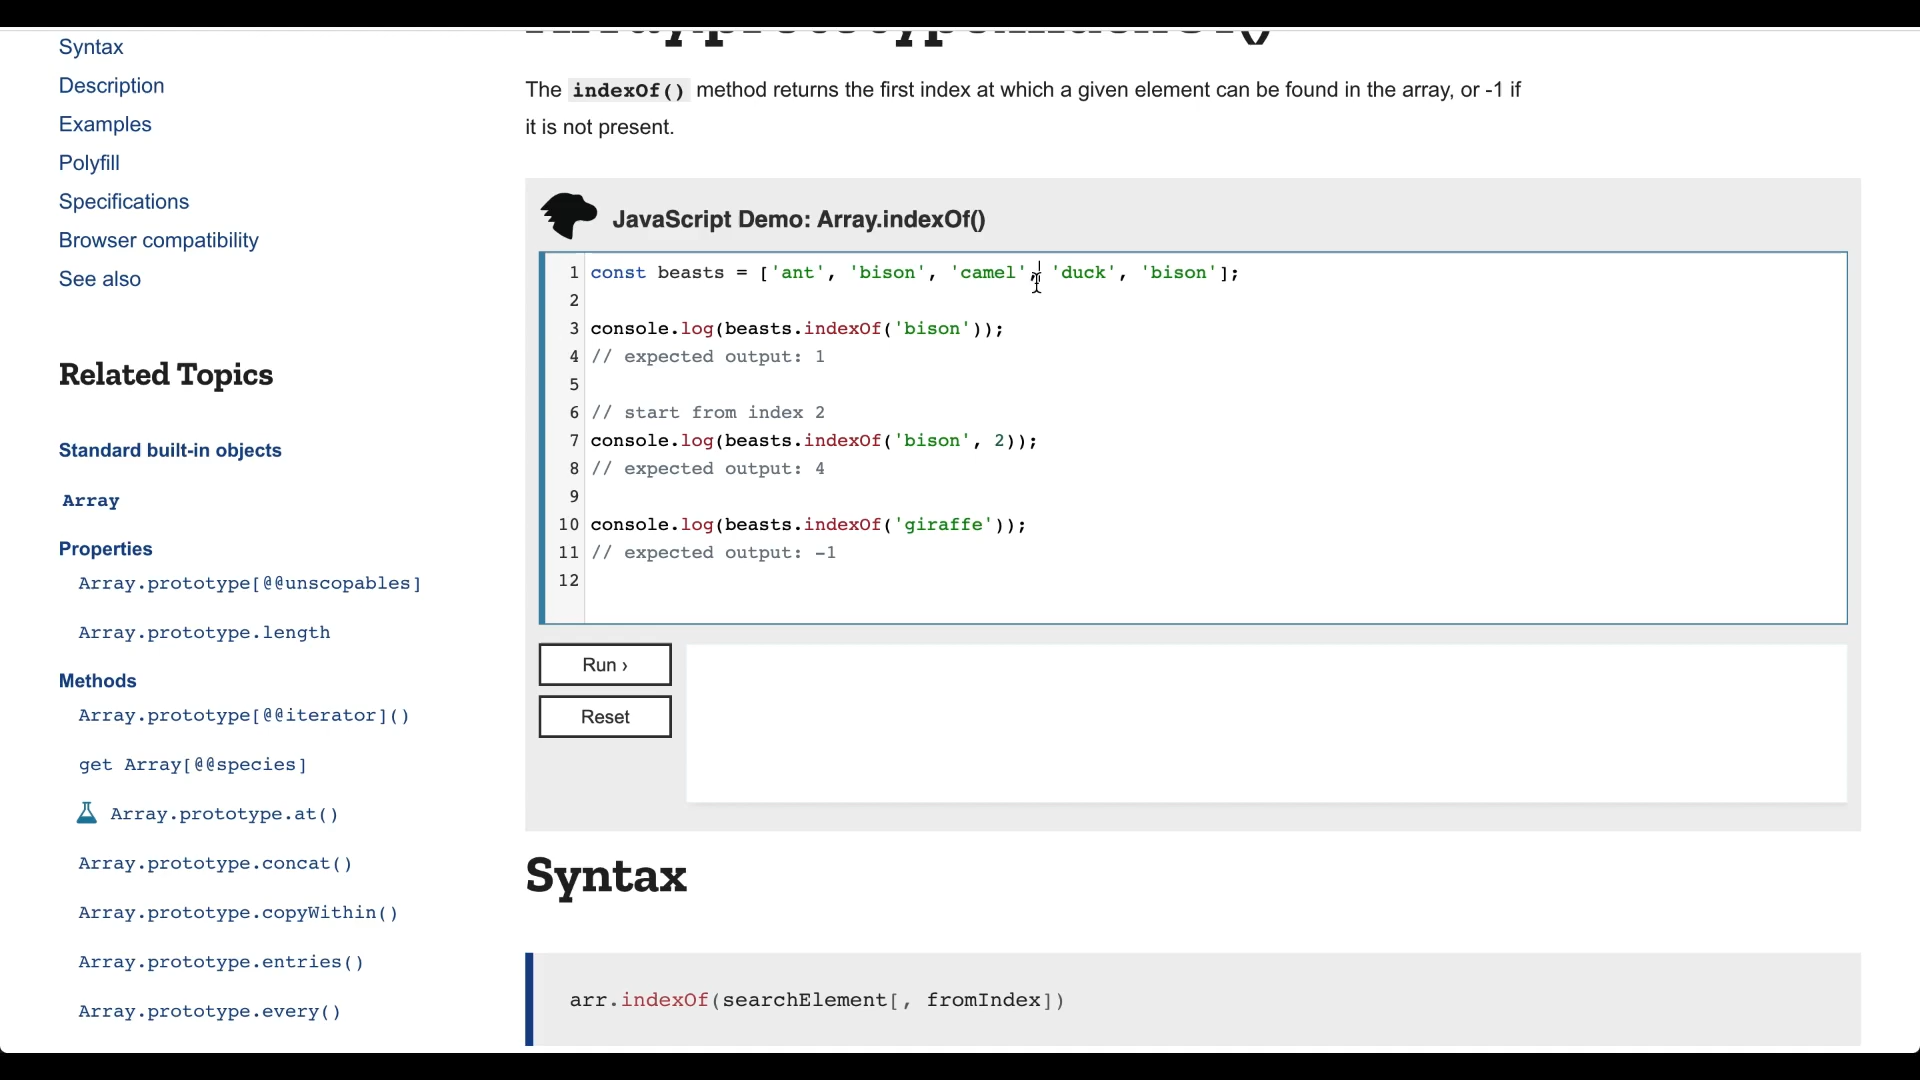 Syntax
Description
Examples
Polyfill
Specifications
Browser compatibility
See also
Related Topics
Standard built-in objects
Array
Properties
Array.prototype[@@unscopables]
Array.prototype.length
Methods
Array.prototype[@@iterator]()
get Array[@@species]
Array.prototype.at()
Array.prototype.concat()
Array.prototype.copyWithin()
Array.prototype.entries()
Array.prototype.every()
Array.prototype.indexOf()
The indexOf() method returns the first index at which a given element can be found in the array, or -1 if
it is not present.
JavaScript Demo: Array.indexOf()
1 const beasts = ['ant', 'bison', 'camel', 'duck', 'bison'];
2
3 console.log(beasts.indexOf('bison'));
4 // expected output: 1
5
6 // start from index 2
7 console.log(beasts.indexOf('bison', 2));
8 // expected output: 4
9
10 console.log(beasts.indexOf('giraffe'));
11 // expected output: -1
12
Run ›
Reset
Syntax
arr.indexOf(searchElement[, fromIndex])